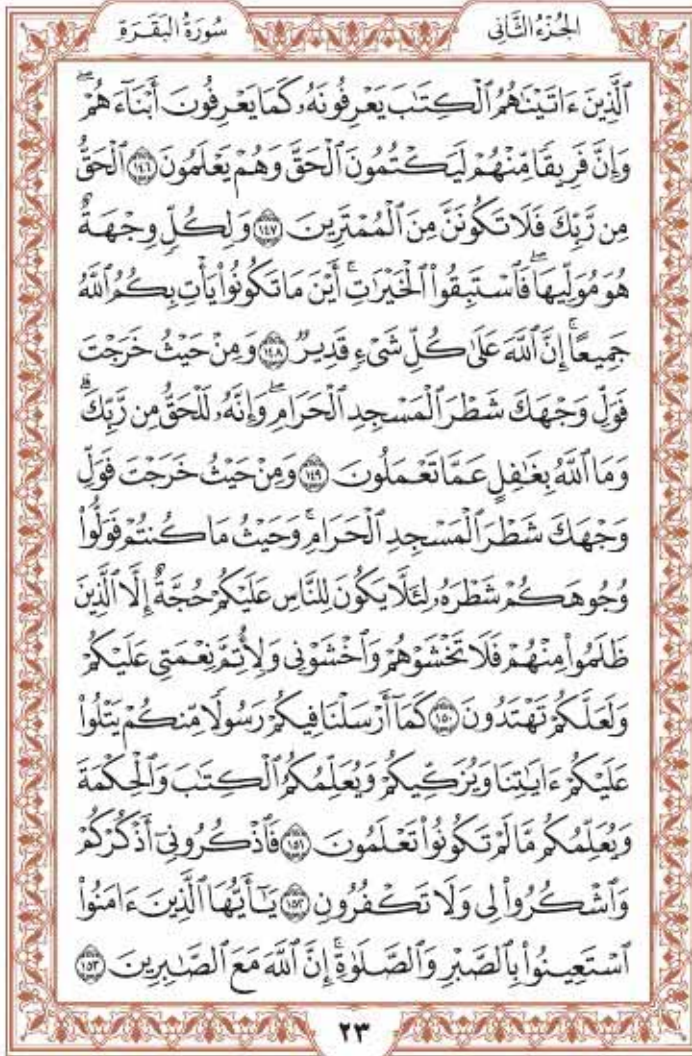 الجُزْءُ الثَّانِي
سُورَةُ البَقَرَةِ
ٱلَّذِينَ ءَاتَيْنَٰهُمُ ٱلْكِتَٰبَ يَعْرِفُونَهُۥ كَمَا يَعْرِفُونَ أَبْنَآءَهُمْۖ
وَإِنَّ فَرِيقًا مِّنْهُمْ لَيَكْتُمُونَ ٱلْحَقَّ وَهُمْ يَعْلَمُونَ ١٤٦ ٱلْحَقُّ
مِن رَّبِّكَ فَلَا تَكُونَنَّ مِنَ ٱلْمُمْتَرِينَ ١٤٧ وَلِكُلٍّ وِجْهَةٌ
هُوَ مُوَلِّيهَاۖ فَٱسْتَبِقُوا۟ ٱلْخَيْرَٰتِۚ أَيْنَ مَا تَكُونُوا۟ يَأْتِ بِكُمُ ٱللَّهُ
جَمِيعًاۚ إِنَّ ٱللَّهَ عَلَىٰ كُلِّ شَىْءٍ قَدِيرٌ ١٤٨ وَمِنْ حَيْثُ خَرَجْتَ
فَوَلِّ وَجْهَكَ شَطْرَ ٱلْمَسْجِدِ ٱلْحَرَامِۖ وَإِنَّهُۥ لَلْحَقُّ مِن رَّبِّكَۗ
وَمَا ٱللَّهُ بِغَٰفِلٍ عَمَّا تَعْمَلُونَ ١٤٩ وَمِنْ حَيْثُ خَرَجْتَ فَوَلِّ
وَجْهَكَ شَطْرَ ٱلْمَسْجِدِ ٱلْحَرَامِۚ وَحَيْثُ مَا كُنتُمْ فَوَلُّوا۟
وُجُوهَكُمْ شَطْرَهُۥ لِئَلَّا يَكُونَ لِلنَّاسِ عَلَيْكُمْ حُجَّةٌ إِلَّا ٱلَّذِينَ
ظَلَمُوا۟ مِنْهُمْ فَلَا تَخْشَوْهُمْ وَٱخْشَوْنِى وَلِأُتِمَّ نِعْمَتِى عَلَيْكُمْ
وَلَعَلَّكُمْ تَهْتَدُونَ ١٥٠ كَمَآ أَرْسَلْنَا فِيكُمْ رَسُولًا مِّنكُمْ يَتْلُوا۟
عَلَيْكُمْ ءَايَٰتِنَا وَيُزَكِّيكُمْ وَيُعَلِّمُكُمُ ٱلْكِتَٰبَ وَٱلْحِكْمَةَ
وَيُعَلِّمُكُم مَّا لَمْ تَكُونُوا۟ تَعْلَمُونَ ١٥١ فَٱذْكُرُونِىٓ أَذْكُرْكُمْ
وَٱشْكُرُوا۟ لِى وَلَا تَكْفُرُونِ ١٥٢ يَٰٓأَيُّهَا ٱلَّذِينَ ءَامَنُوا۟
ٱسْتَعِينُوا۟ بِٱلصَّبْرِ وَٱلصَّلَوٰةِۚ إِنَّ ٱللَّهَ مَعَ ٱلصَّٰبِرِينَ ١٥٣
٢٣